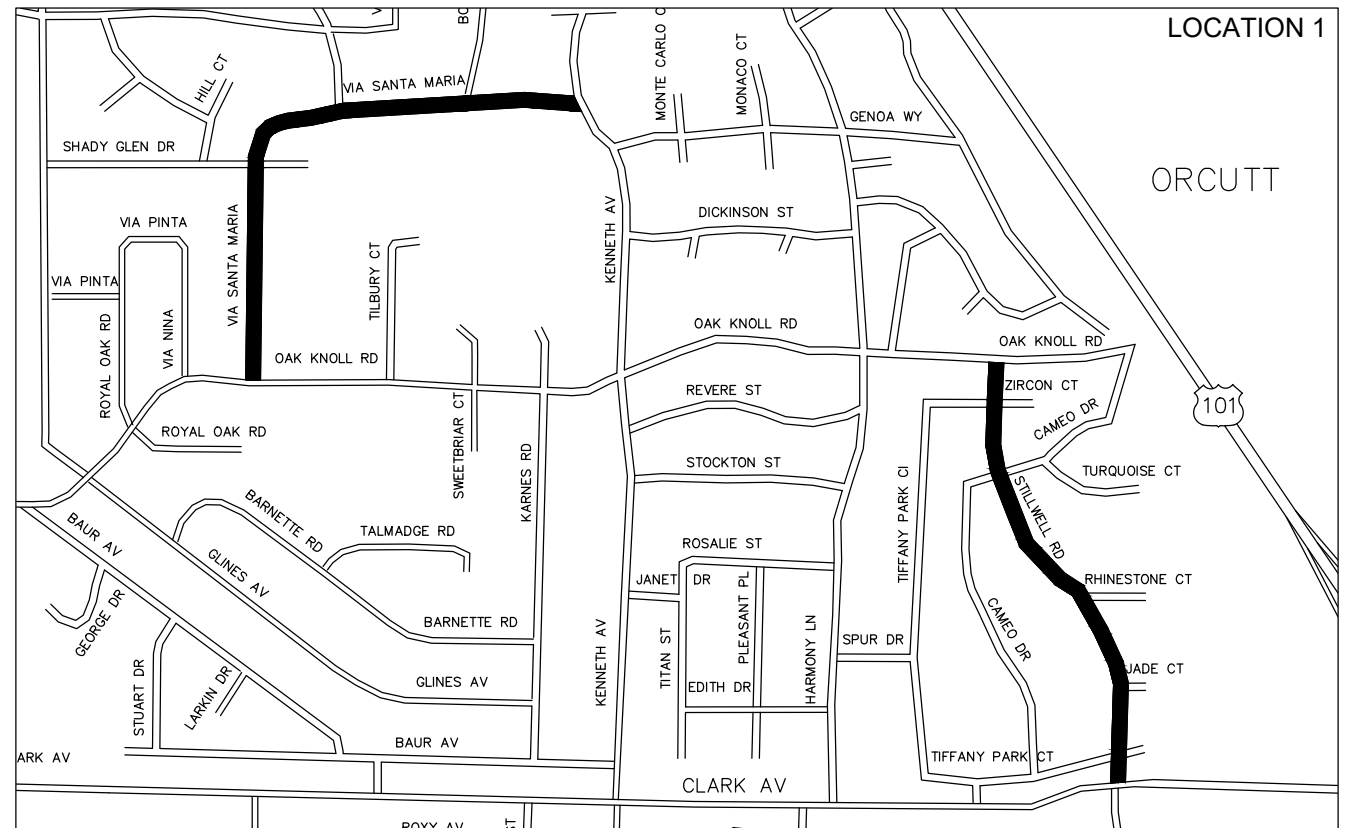 LOCATION 1
MONTE CARLO C
MONACO CT
HILL CT
VIA SANTA MARIA
GENOA WY
SHADY GLEN DR
ORCUTT
VIA PINTA
DICKINSON ST
VIA SANTA MARIA
KENNETH AV
TILBURY CT
VIA PINTA
OAK KNOLL RD
OAK KNOLL RD
VIA NINA
ROYAL OAK RD
OAK KNOLL RD
ZIRCON CT
REVERE ST
101
CAMEO DR
ROYAL OAK RD
SWEETBRIAR CT
KARNES RD
STOCKTON ST
TURQUOISE CT
TIFFANY PARK CI
STILLWELL RD
BARNETTE RD
BAUR AV
TALMADGE RD
ROSALIE ST
GLINES AV
JANET DR
RHINESTONE CT
GEORGE DR
BARNETTE RD
KENNETH AV
TITAN ST
PLEASANT PL
HARMONY LN
SPUR DR
CAMEO DR
JADE CT
STUART DR
LARKIN DR
GLINES AV
EDITH DR
BAUR AV
ARK AV
TIFFANY PARK CT
CLARK AV
ROXY AV
ST